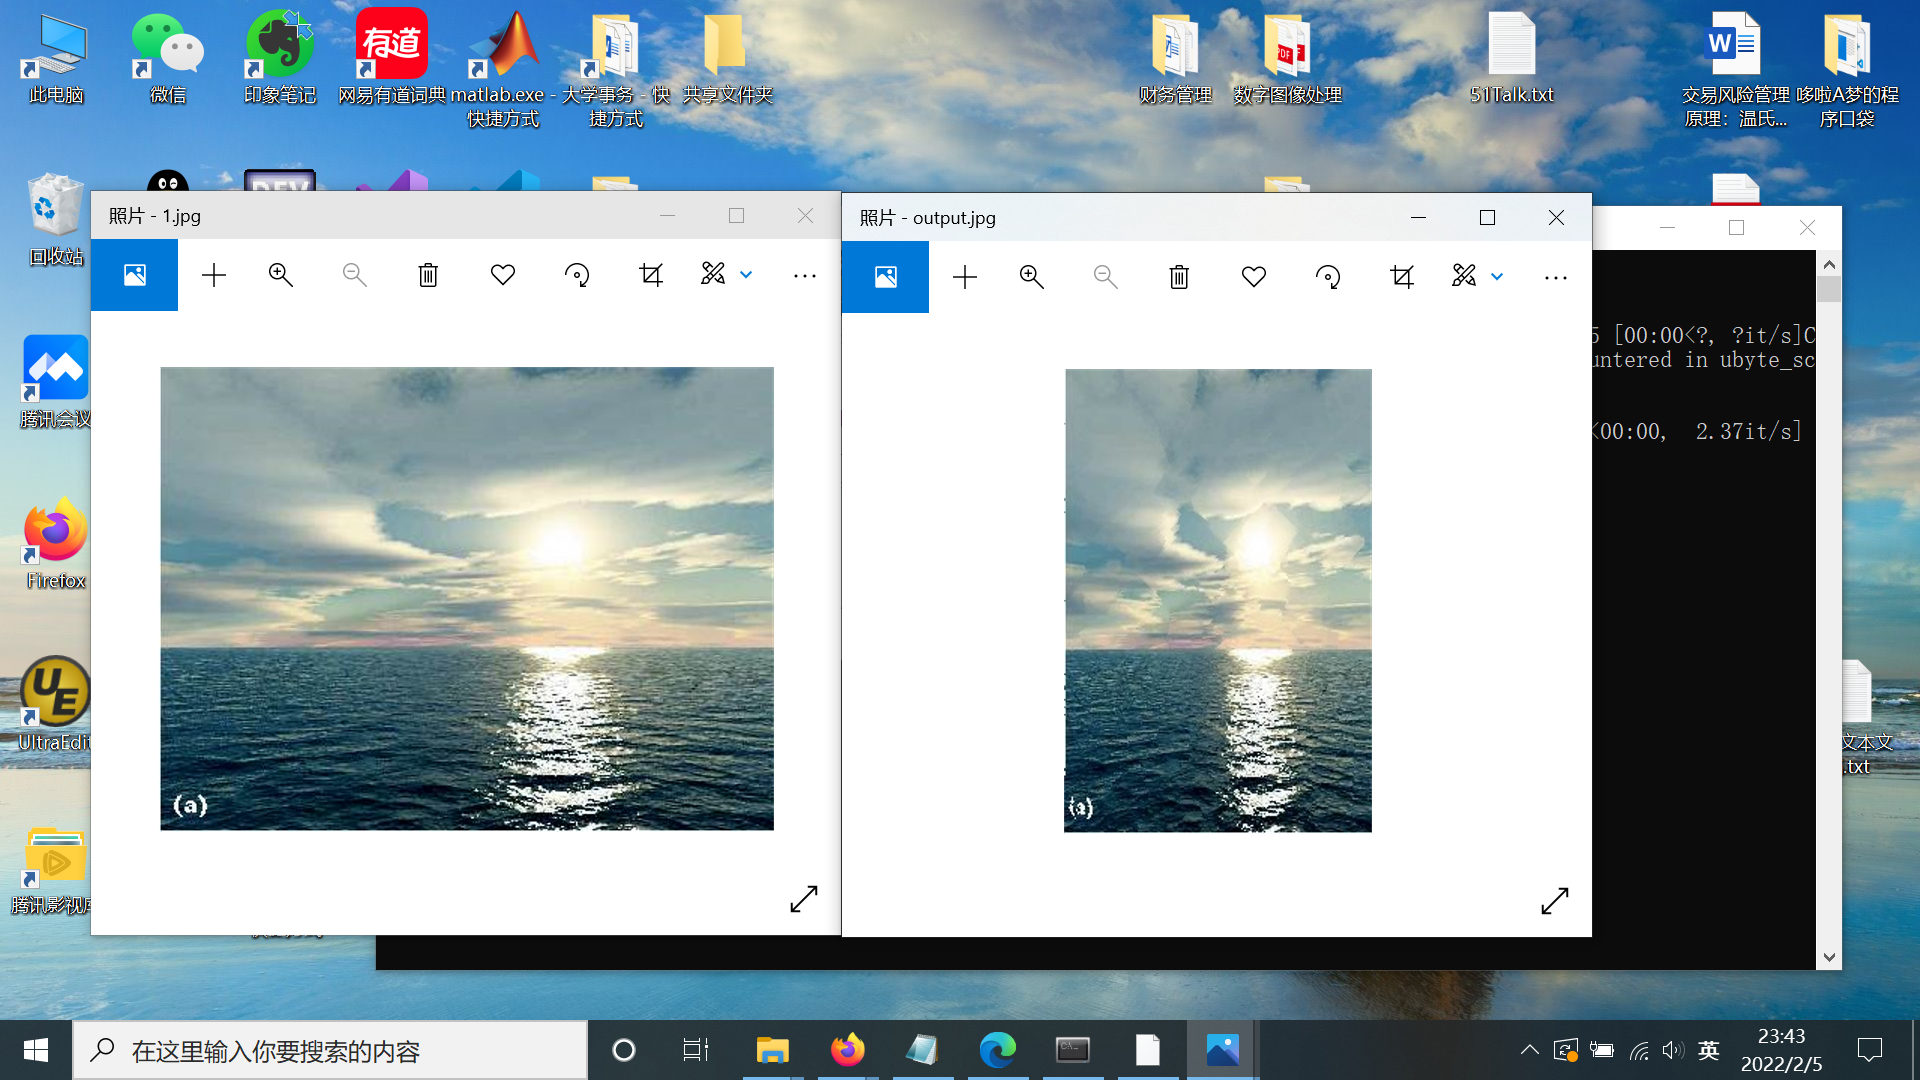 此电脑
微信
印象笔记
有道
网易有道词典
matlab.exe - 快捷方式
大学事务 - 快捷方式
共享文件夹
财务管理
PDF
数字图像处理
51Talk.txt
W
交易风险管理原理：温氏...
哆啦A梦的程序口袋
回收站
DEV
照片 - 1.jpg
照片 - output.jpg
腾讯会议
5 [00:00<?, ?it/s]C
untered in ubyte_sc
<00:00,  2.37it/s]
Firefox
UE
UltraEdit
文本文
.txt
(a)
腾讯影视库
在这里输入你要搜索的内容
英
23:43
2022/2/5